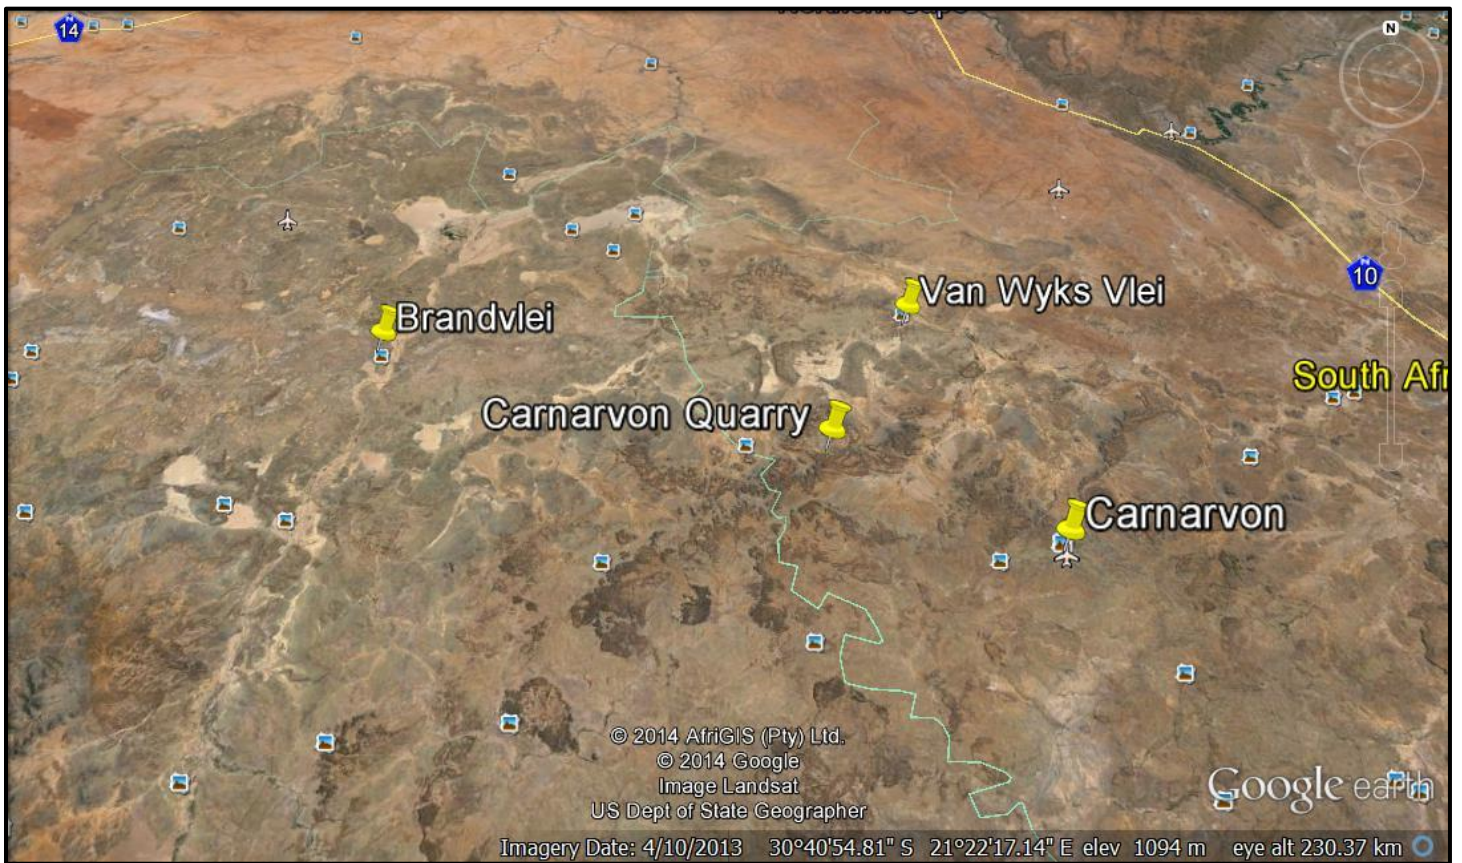 Northern Cape
14
N
Van Wyks Vlei
10
Brandvlei
South Afr
Carnarvon Quarry
Carnarvon
© 2014 AfriGIS (Pty) Ltd.
© 2014 Google
Image Landsat
US Dept of State Geographer
Google earth
Imagery Date: 4/10/2013 30°40'54.81" S 21°22'17.14" E elev 1094 m eye alt 230.37 km